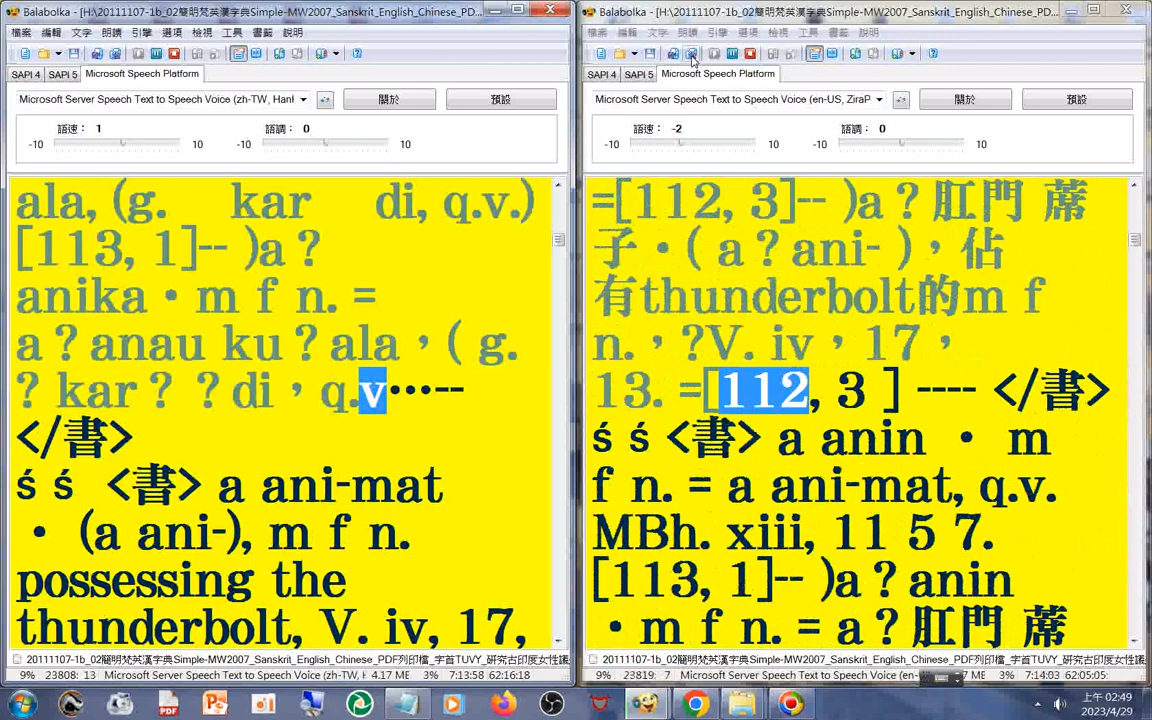 Balabolka - [H:\20111107-1b_02簡明梵英漢字典Simple-MW2007_Sanskrit_English_Chinese_PD...
檔案 編輯 文字 朗讀 引擎 選項 檢視 工具 書籤 說明
SAPI 4 SAPI 5 Microsoft Speech Platform
Microsoft Server Speech Text to Speech Voice (zh-TW, HanH 關於 預設
語速： 1 語調： 0
-10 10 -10 10
ala, (g. kar di, q.v.)
[113, 1]-- )a？
anika‧m f n. =
a？anau ku？ala，( g.
？kar？ ？di，q.v…--
</書>
ś ś <書> a ani-mat
‧ (a ani-), m f n.
possessing the
thunderbolt, V. iv, 17,
20111107-1b_02簡明梵英漢字典Simple-MW2007_Sanskrit_English_Chinese_PDF列印檔_字首TUVY_研究古印度女性議
9% 23808: 13 Microsoft Server Speech Text to Speech Voice (zh-TW, H 4.17 ME 3% 7:13:58 62:16:18
Balabolka - [H:\20111107-1b_02簡明梵英漢字典Simple-MW2007_Sanskrit_English_Chinese_PDF...
檔案 編輯 文字 朗讀 引擎 選項 檢視 工具 書籤 說明
SAPI 4 SAPI 5 Microsoft Speech Platform
Microsoft Server Speech Text to Speech Voice (en-US, ZiraP 關於 預設
語速： -2 語調： 0
-10 10 -10 10
=[112, 3]-- )a？肛門 蓆
子‧( a？ani- )，佔
有thunderbolt的m f
n.，?V. iv，17，
13. =[112, 3 ] ---- </書>
ś ś <書> a anin ‧ m
f n. = a ani-mat, q.v.
MBh. xiii, 11 5 7.
[113, 1]-- )a？anin
‧m f n. = a？肛門 蓆
20111107-1b_02簡明梵英漢字典Simple-MW2007_Sanskrit_English_Chinese_PDF列印檔_字首TUVY_研究古印度女性議
9% 23819: 7 Microsoft Server Speech Text to Speech Voice (en- 3% 7:14:03 62:05:05
上午 02:49
2023/4/29